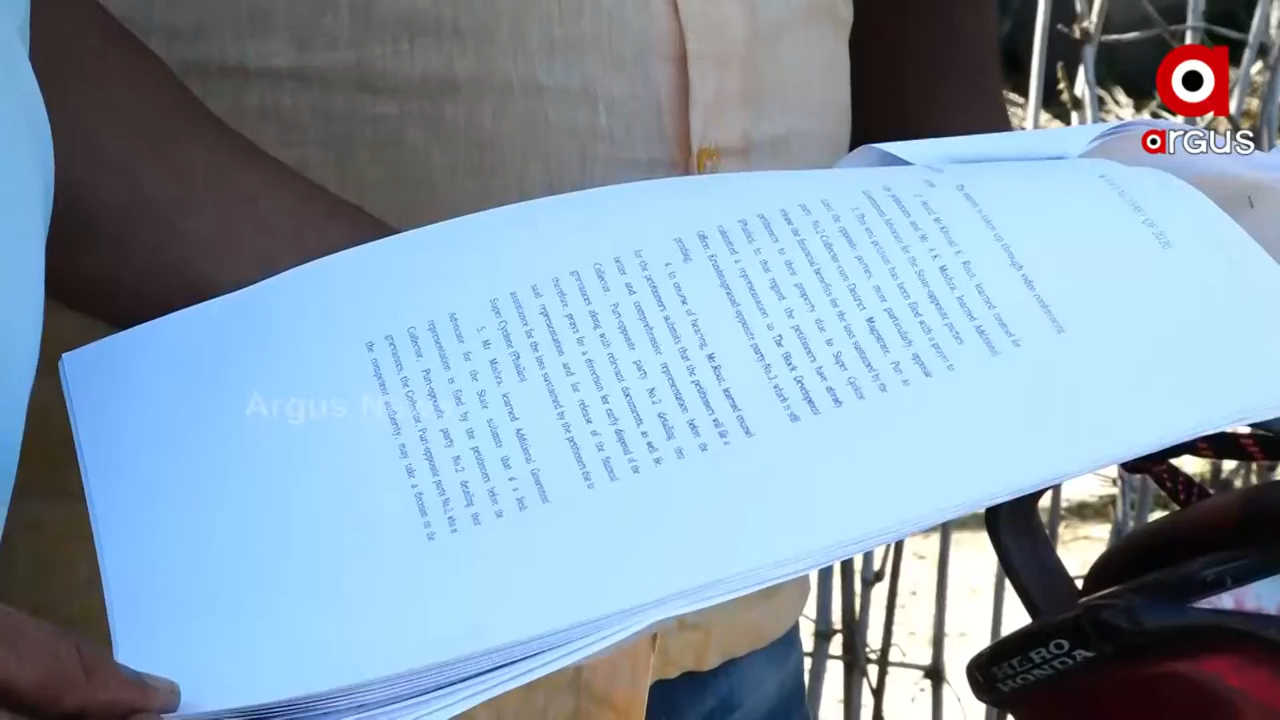 argus
OF 2020
The matter is taken up through video conferencing
2. Heard Mr. K. Rout, learned counsel for
petitioners and Mr. A.K. Mishra, learned Additional
Government Advocate for the State-opposite parties.
3. This writ petition has been filed with a prayer to
direct the opposite parties, more particularly opposite
party No.2 Collector-cum-District Magistrate, Puri to
release the financial benefits for the loss sustained by the
petitioners to their property due to Super Cyclone
(Phailin). In that regard, the petitioners have already
submitted a representation to The Block Development
Officer, Krushnaprasad-opposite party No.3, which is still
pending.
4. In course of hearing, Mr. Rout, learned counsel
for the petitioners submits that the petitioners will file a
better and comprehensive representation before the
Collector, Puri-opposite party No.2 detailing their
grievances along with relevant documents, as well. He
therefore, prays for a direction for early disposal of the
said representation and for release of the financial
assistance for the loss sustained by the petitioners due to
Super Cyclone (Phailin).
5. Mr. Mishra, learned Additional Government
Advocate for the State submits that if a
representation is filed by the petitioners before the
Collector, Puri-opposite party No.2 detailing their
grievances, the Collector, Puri-opposite party No.2, who is
the competent authority, may take a decision on the
Argus
HERO
HONDA